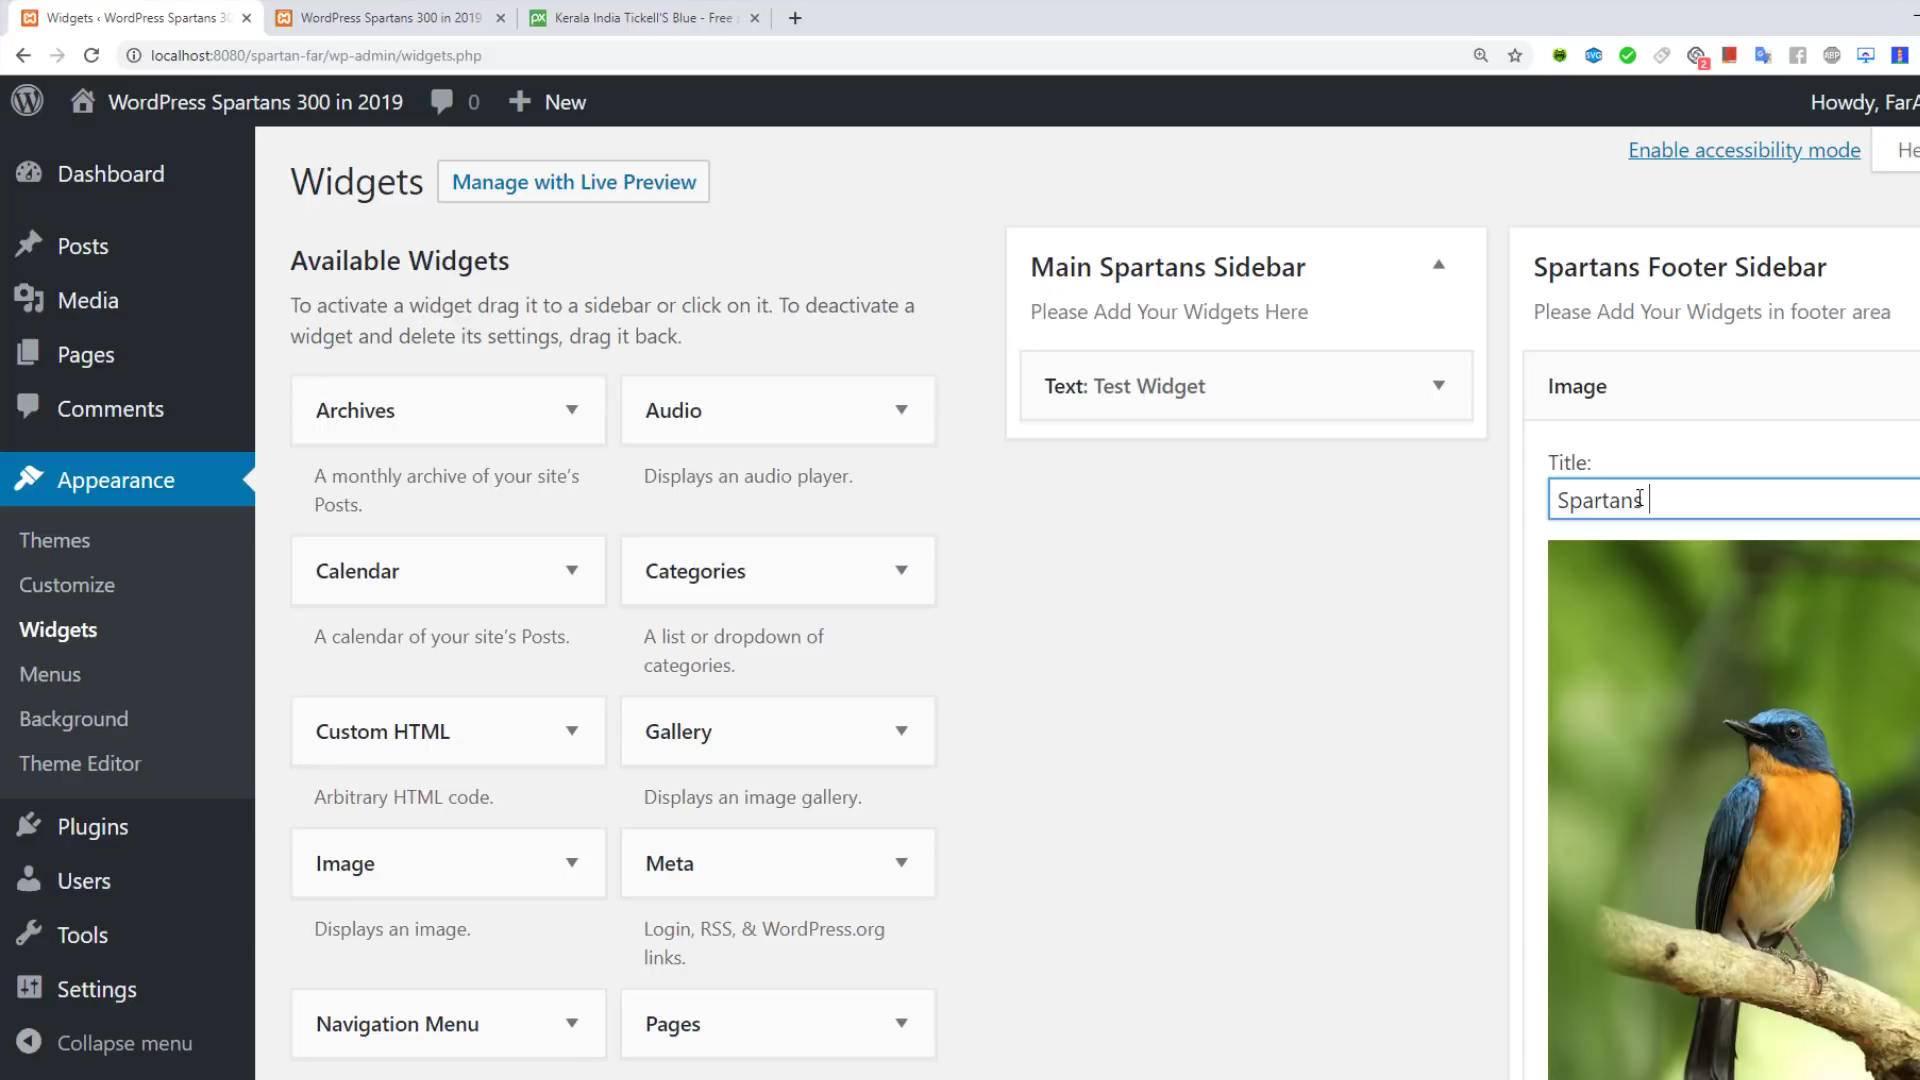 Widgets ‹ WordPress Spartans 30
WordPress Spartans 300 in 2019
Kerala India Tickell'S Blue - Free
localhost:8080/spartan-far/wp-admin/widgets.php
2
WordPress Spartans 300 in 2019
0
New
Howdy, FarA
Dashboard
Posts
Media
Pages
Comments
Appearance
Themes
Customize
Widgets
Menus
Background
Theme Editor
Plugins
Users
Tools
Settings
Collapse menu
Enable accessibility mode
He
Widgets
Manage with Live Preview
Available Widgets
To activate a widget drag it to a sidebar or click on it. To deactivate a
widget and delete its settings, drag it back.
Archives
A monthly archive of your site's
Posts.
Audio
Displays an audio player.
Calendar
A calendar of your site's Posts.
Categories
A list or dropdown of
categories.
Custom HTML
Arbitrary HTML code.
Gallery
Displays an image gallery.
Image
Displays an image.
Meta
Login, RSS, & WordPress.org
links.
Navigation Menu
Pages
Main Spartans Sidebar
Please Add Your Widgets Here
Text: Test Widget
Spartans Footer Sidebar
Please Add Your Widgets in footer area
Image
Title:
Spartans